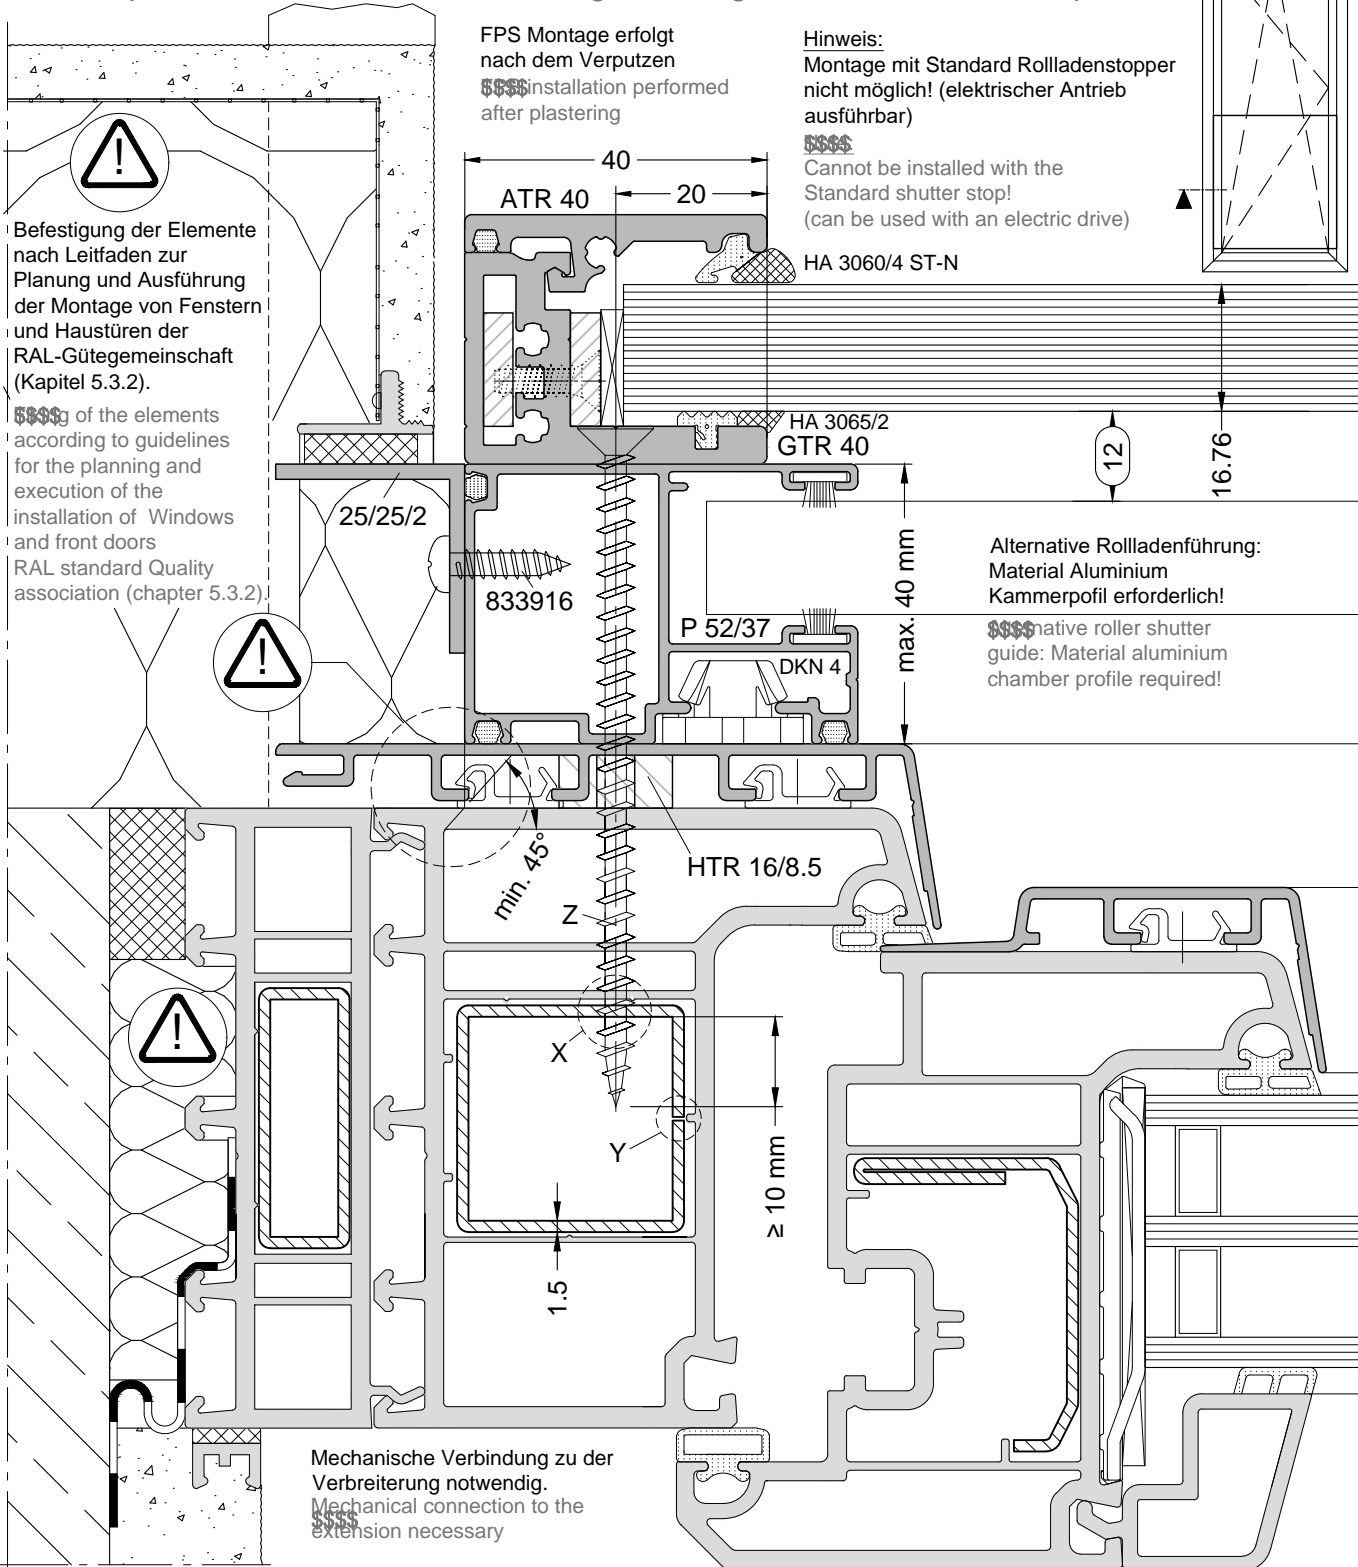 FPS Montage erfolgt
nach dem Verputzen
$$$$ installation performed
after plastering
Hinweis:
Montage mit Standard Rollladenstopper
nicht möglich! (elektrischer Antrieb
ausführbar)
$$$$
Cannot be installed with the
Standard shutter stop!
(can be used with an electric drive)
40
ATR 40
20
HA 3060/4 ST-N
Befestigung der Elemente
nach Leitfaden zur
Planung und Ausführung
der Montage von Fenstern
und Haustüren der
RAL-Gütegemeinschaft
(Kapitel 5.3.2).
$$$$g of the elements
according to guidelines
for the planning and
execution of the
installation of Windows
and front doors
RAL standard Quality
association (chapter 5.3.2).
HA 3065/2
GTR 40
12
16.76
25/25/2
833916
P 52/37
DKN 4
max. 40 mm
Alternative Rollladenführung:
Material Aluminium
Kammerpofil erforderlich!
$$$$native roller shutter
guide: Material aluminium
chamber profile required!
min. 45°
HTR 16/8.5
Z
X
Y
≥ 10 mm
1.5
Mechanische Verbindung zu der
Verbreiterung notwendig.
Mechanical connection to the
$$$$
extension necessary
!
!
!